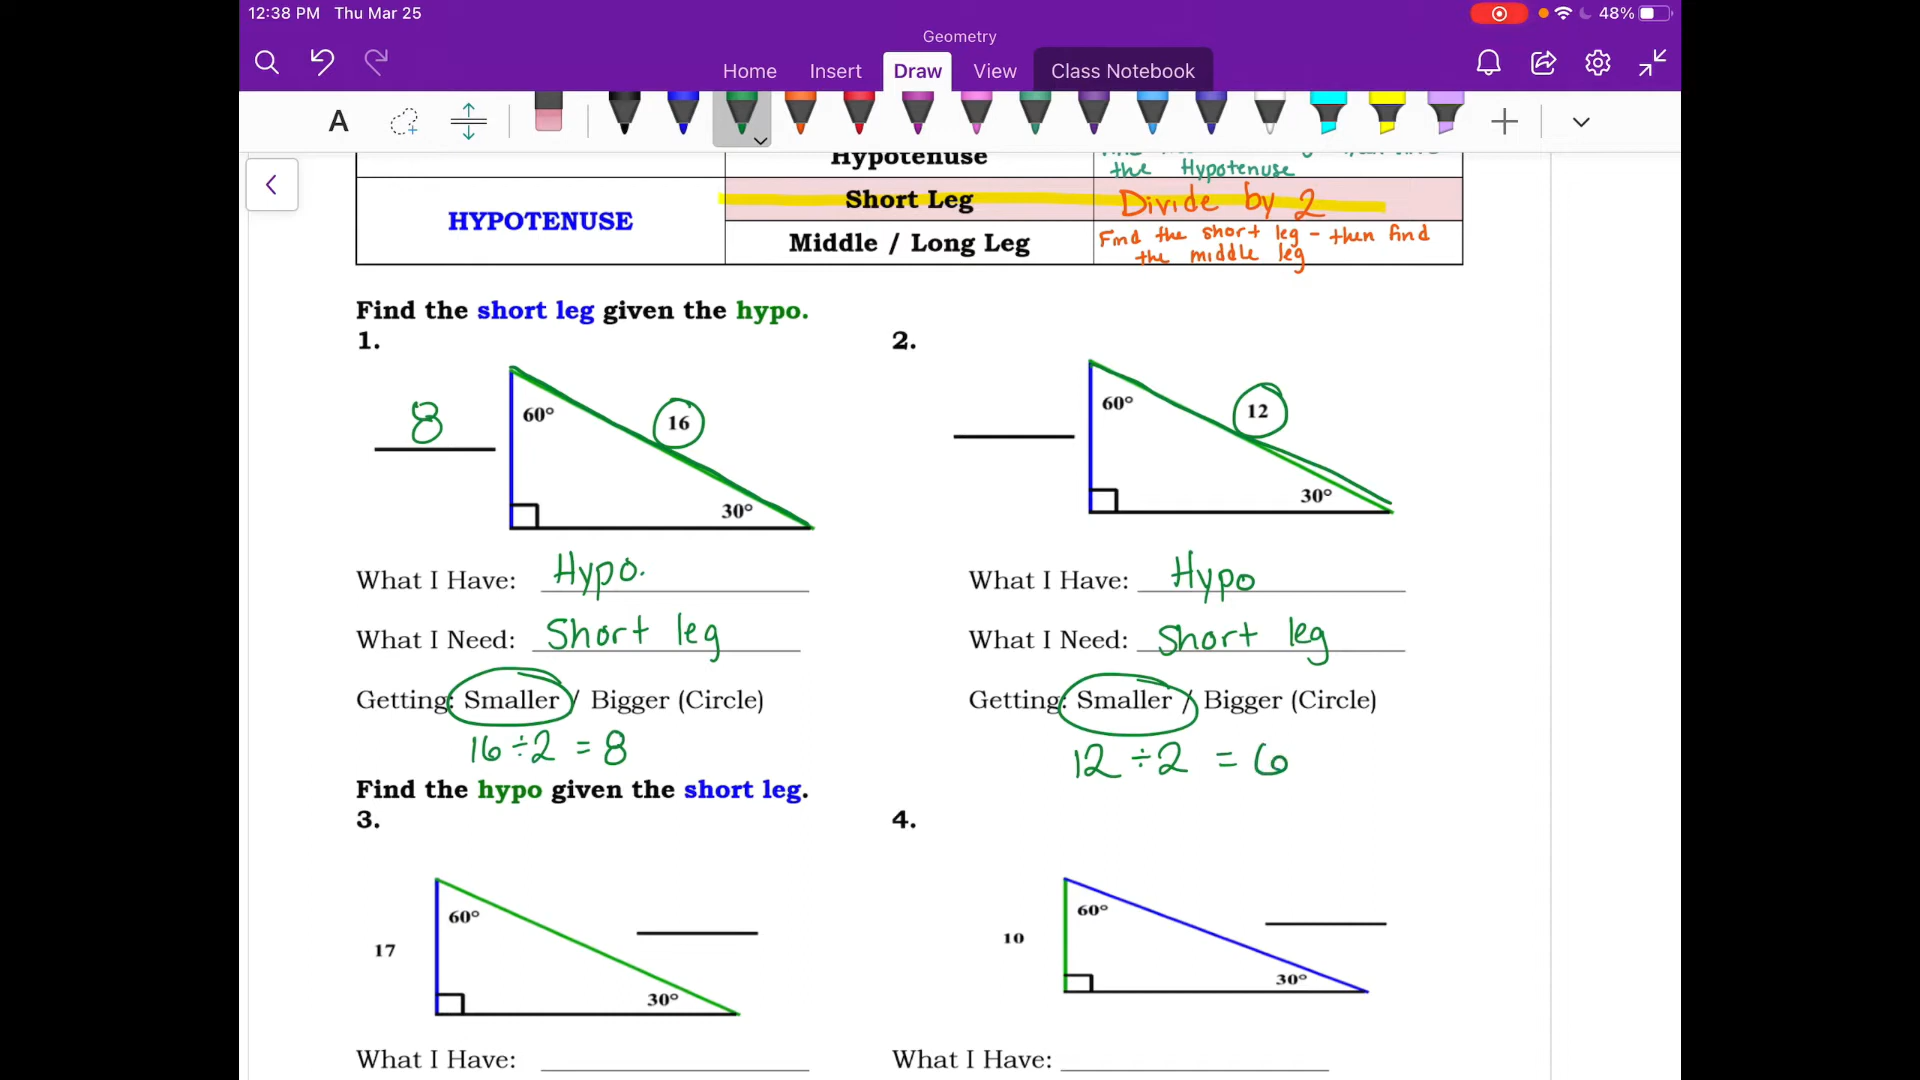 12:38 PM Thu Mar 25
48%
Geometry
Home Insert Draw View Class Notebook
A
Hypotenuse
the Hypotenuse
HYPOTENUSE
Short Leg
Divide by 2
Middle / Long Leg
Find the short leg - then find
the middle leg
Find the short leg given the hypo.
1.
2.
8
60°
16
30°
60°
12
30°
What I Have: Hypo.
What I Have: Hypo
What I Need: Short leg
What I Need: Short leg
Getting: Smaller / Bigger (Circle)
Getting: Smaller / Bigger (Circle)
16 ÷ 2 = 8
12 ÷ 2 = 6
Find the hypo given the short leg.
3.
4.
60°
17
30°
60°
10
30°
What I Have:
What I Have: